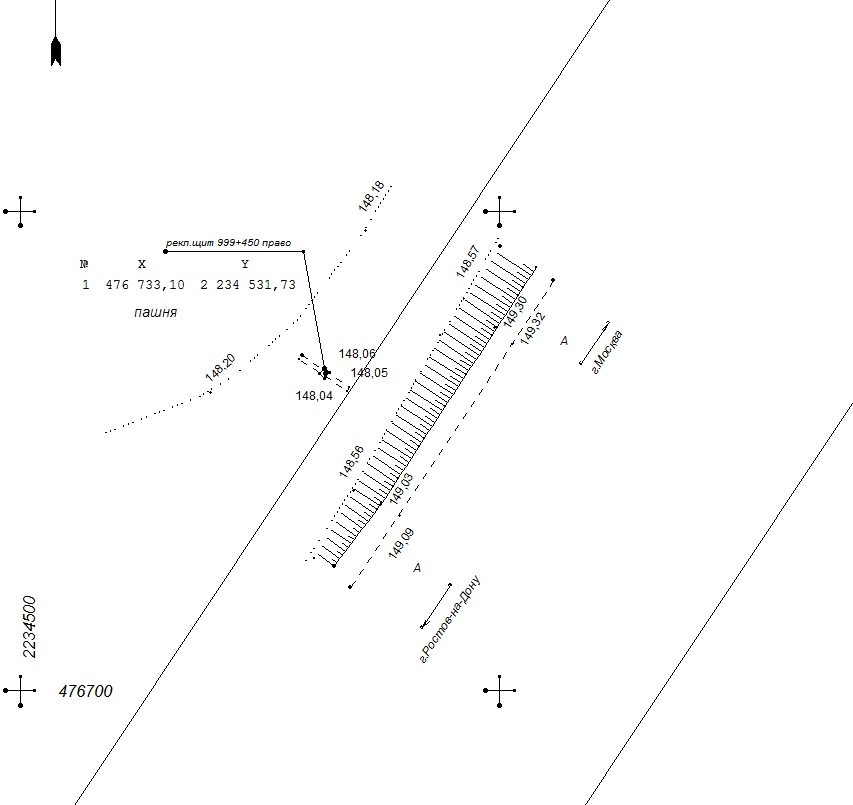 148,18
рекл.щит 999+450 право
148,57
№ X Y
1 476 733,10 2 234 531,73
пашня
149,30
149,32
А
г.Москва
148,06
148,20
148,05
148,04
148,56
149,03
149,09
А
г.Ростов-на-Дону
2234500
476700